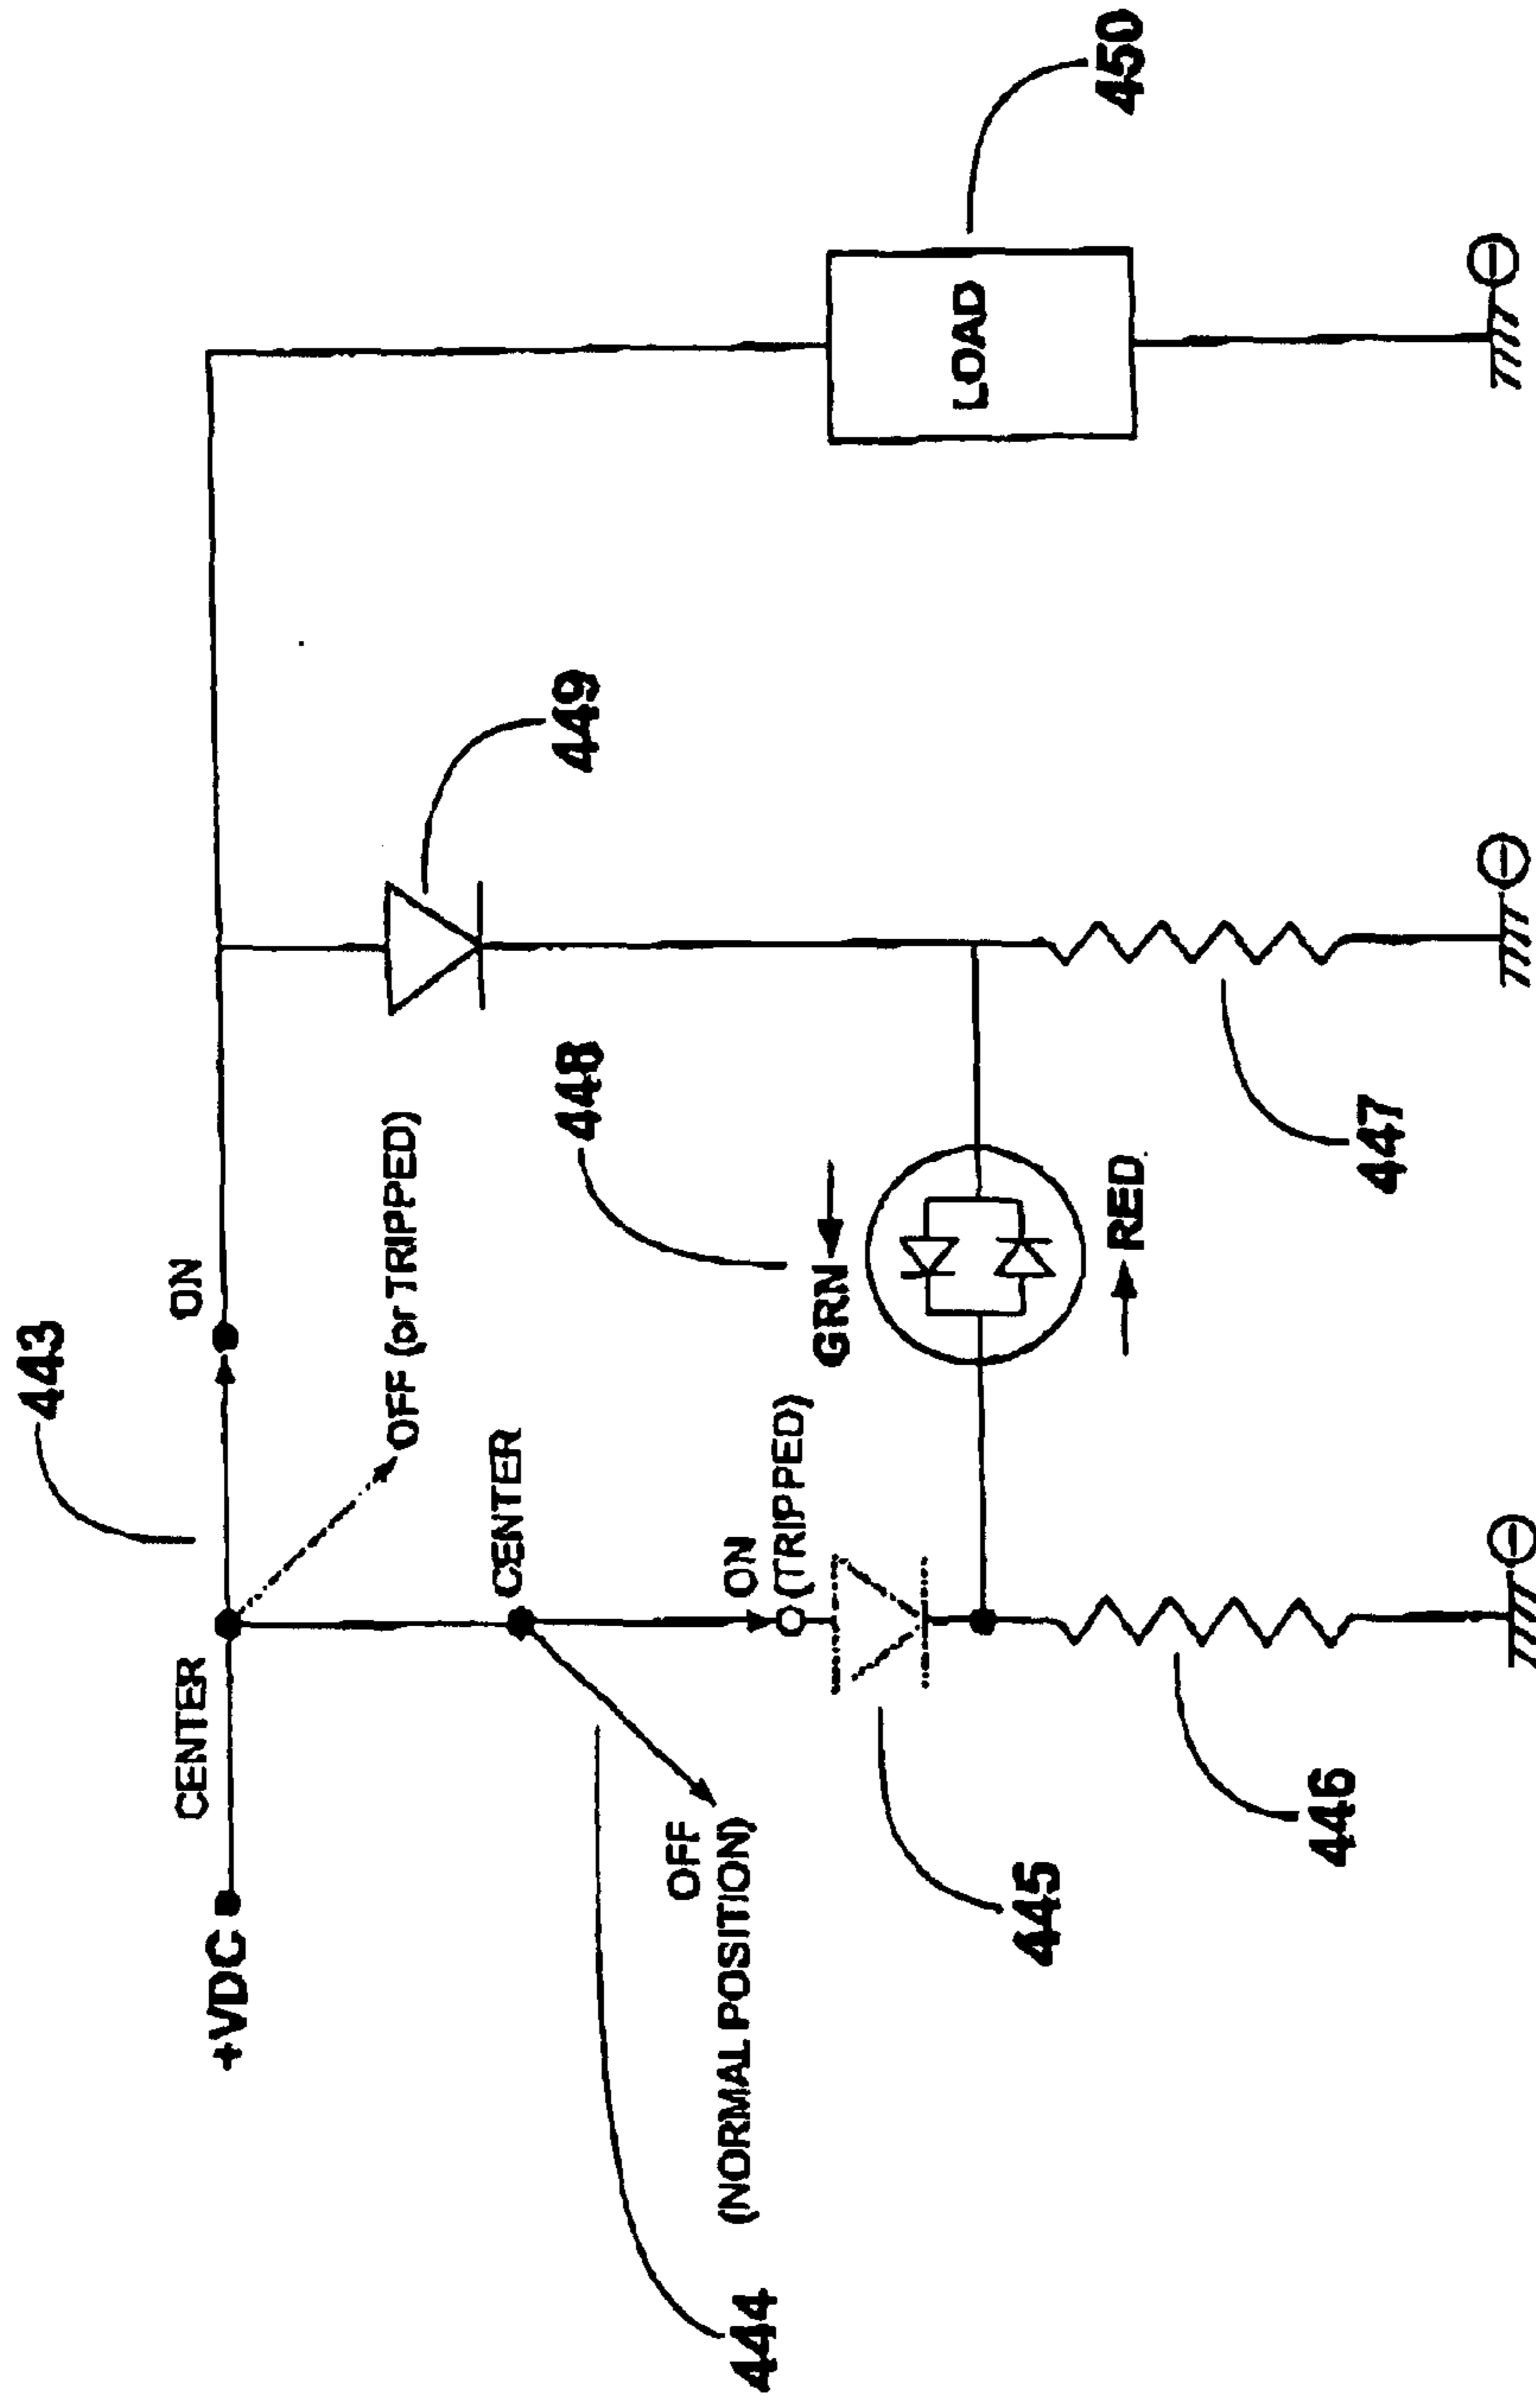 443
CENTER
ON
+VDC
OFF (or TRIPPED)
CENTER
449
448
OFF
(NORMAL POSITION)
444
ON
(TRIPPED)
GRN
LOAD
450
445
RED
446
447